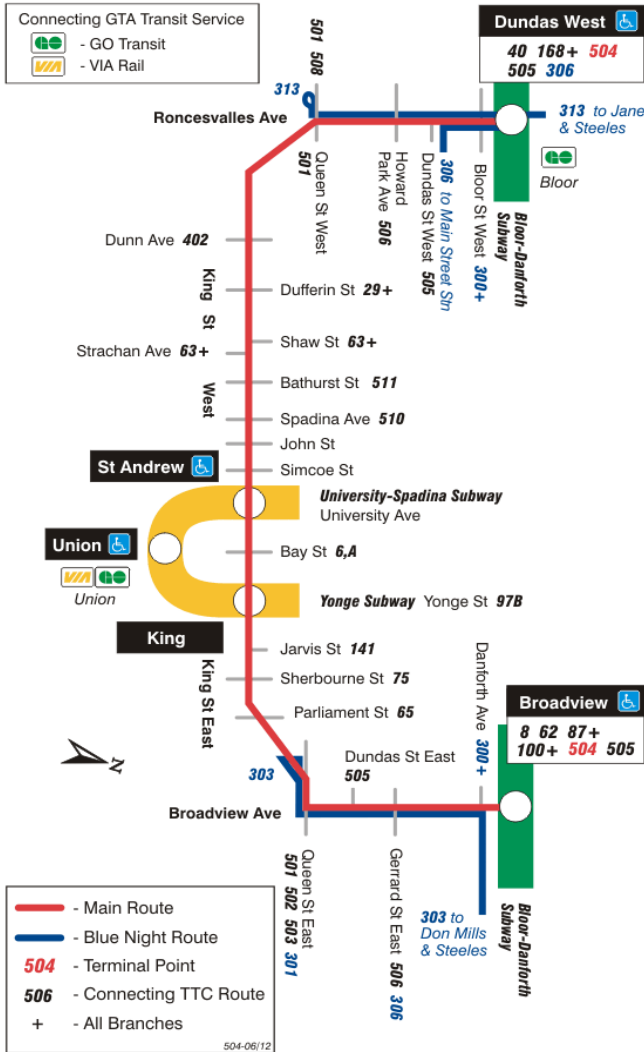 Connecting GTA Transit Service
GO - GO Transit
VIA - VIA Rail
501 508
Dundas West
40 168+ 504
505 306
313
Roncesvalles Ave
313 to Jane
& Steeles
GO
Bloor
Queen St West
501
Howard
Park Ave 506
Dundas St West 505
306 to Main Street Stn
Bloor St West 300+
Bloor-Danforth
Subway
Dunn Ave 402
King St West
Dufferin St 29+
Shaw St 63+
Strachan Ave 63+
Bathurst St 511
Spadina Ave 510
John St
St Andrew
Simcoe St
University-Spadina Subway
University Ave
Union
Bay St 6,A
VIA GO
Union
Yonge Subway Yonge St 97B
King
King St East
Jarvis St 141
Sherbourne St 75
Parliament St 65
Danforth Ave 300+
Broadview
8 62 87+
100+ 504 505
N
303
Dundas St East
505
Broadview Ave
Queen St East
501 502 503 301
Gerrard St East
506 306
303 to
Don Mills
& Steeles
Bloor-Danforth
Subway
- Main Route
- Blue Night Route
504 - Terminal Point
506 - Connecting TTC Route
+ - All Branches
504-06/12